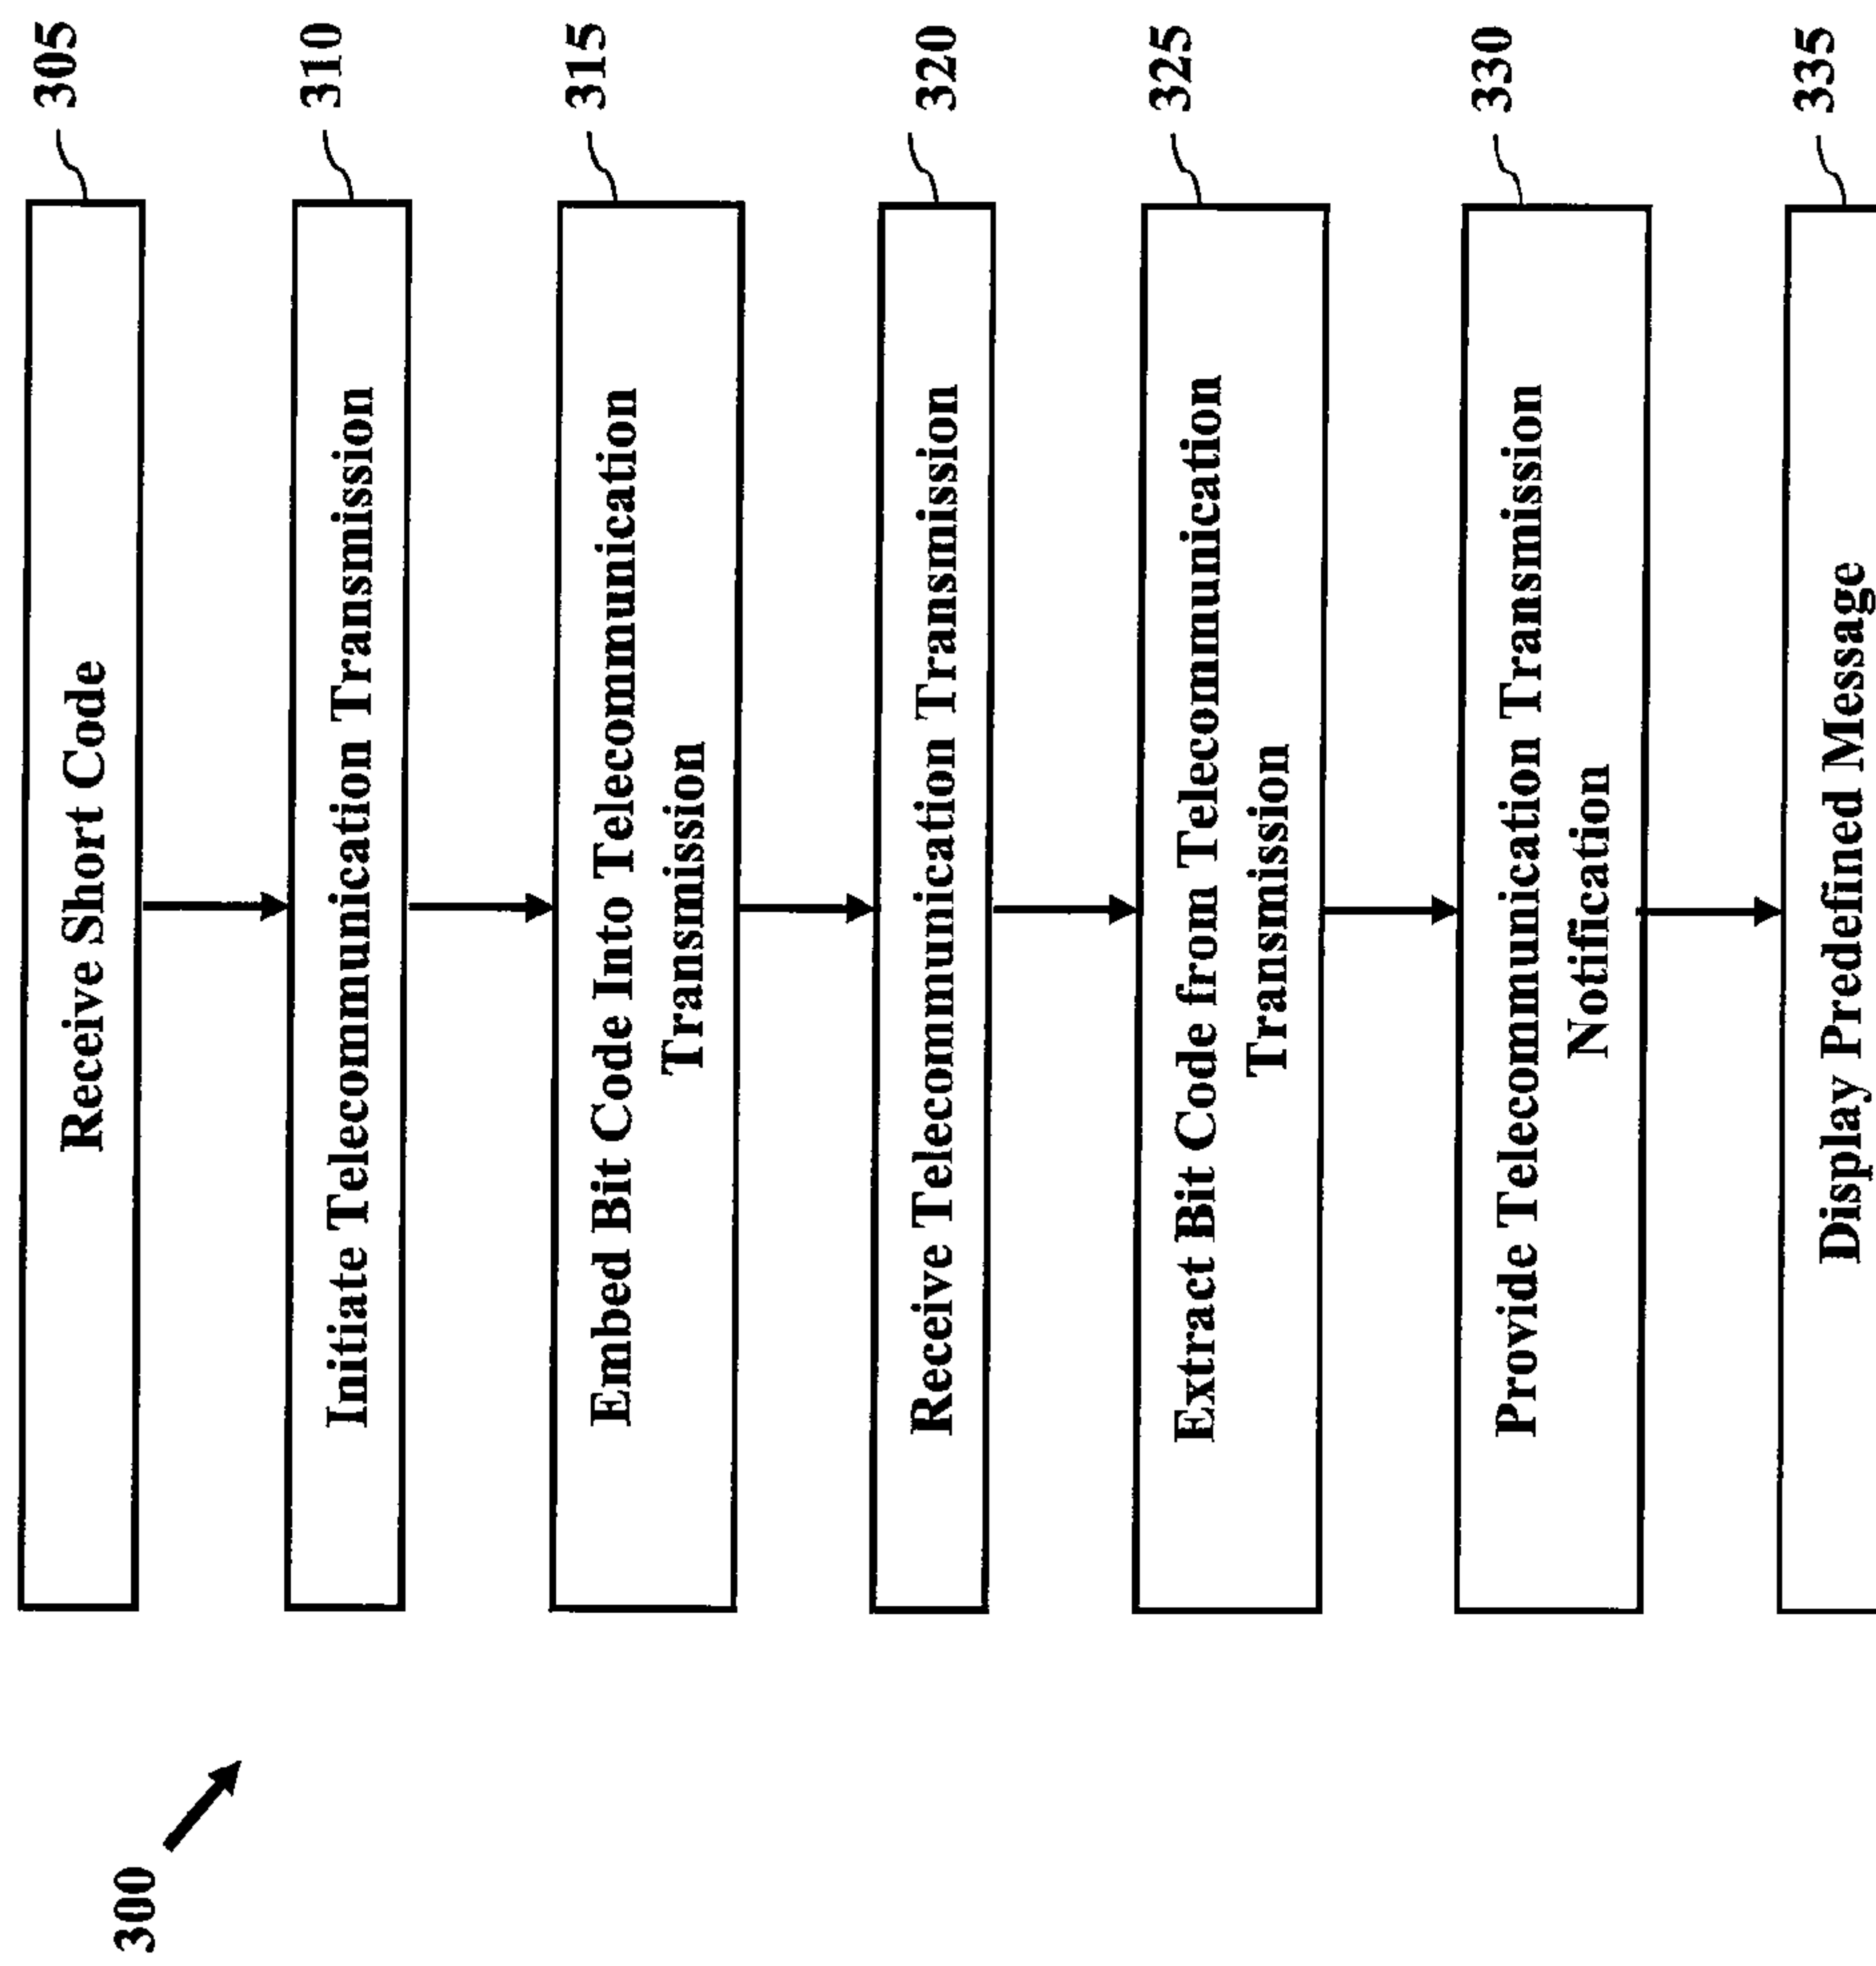 300
Receive Short Code
305
Initiate Telecommunication Transmission
310
Embed Bit Code Into Telecommunication
Transmission
315
Receive Telecommunication Transmission
320
Extract Bit Code from Telecommunication
Transmission
325
Provide Telecommunication Transmission
Notification
330
Display Predefined Message
335